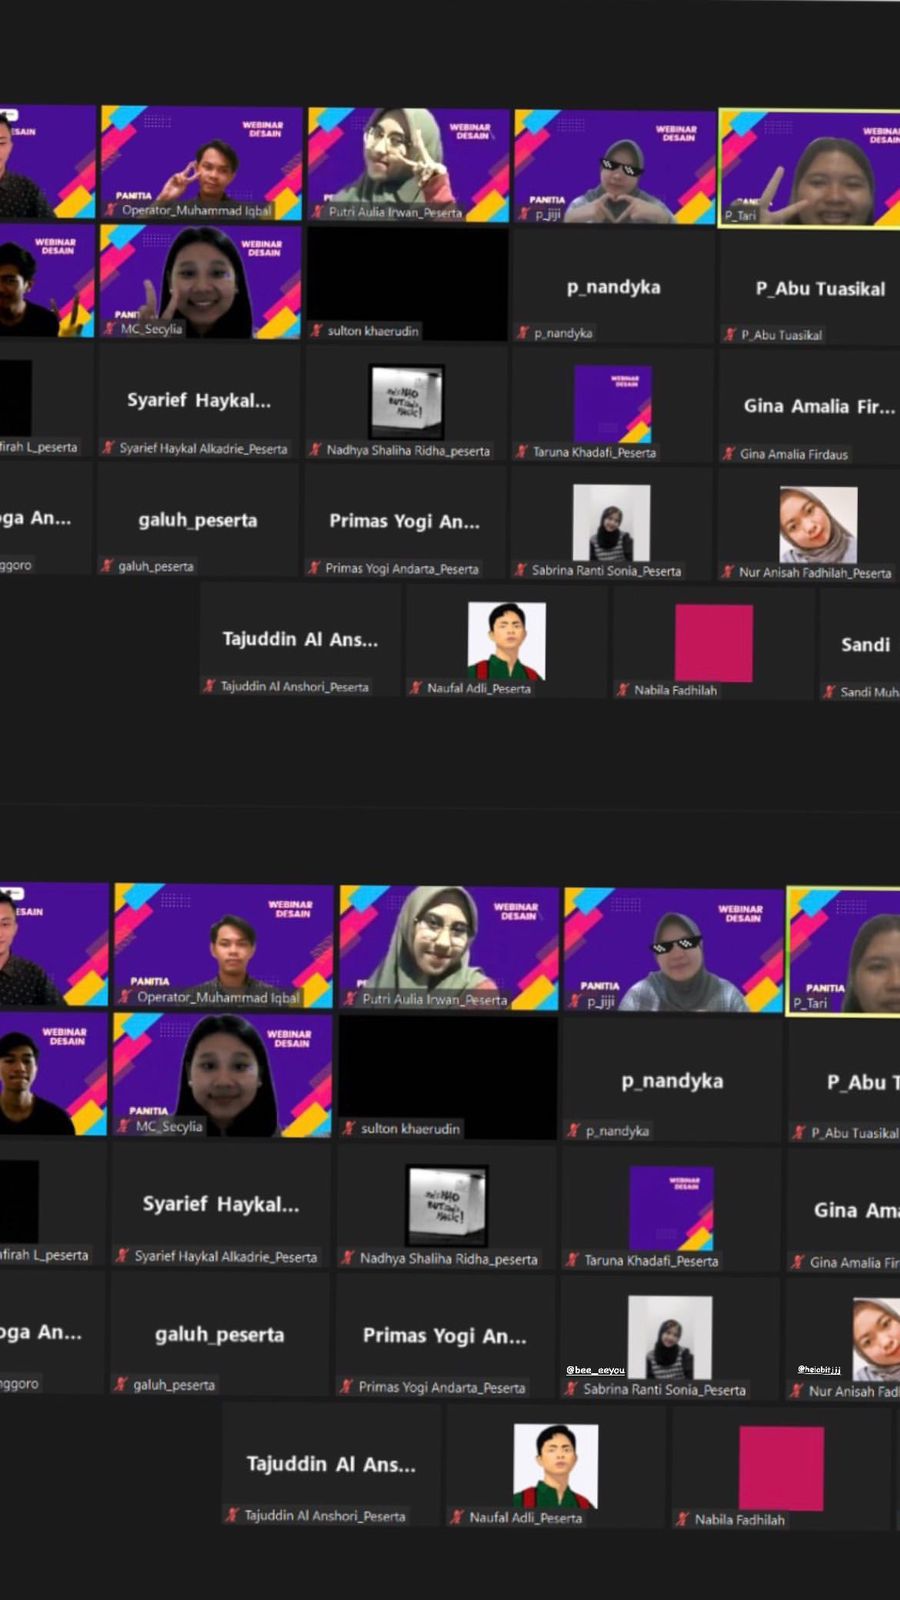 ESAIN
WEBINAR
DESAIN
PANITIA
Operator_Muhammad Iqbal
WEBINAR
DESAIN
Putri Aulia Irwan_Peserta
WEBINAR
DESAIN
p_jiji
WEBINAR
DESAIN
P_Tari
WEBINAR
DESAIN
WEBINAR
DESAIN
MC_Secylia
sulton khaerudin
p_nandyka
p_nandyka
P_Abu Tuasikal
P_Abu Tuasikal
firah L_peserta
Syarief Haykal...
Syarief Haykal Alkadrie_Peserta
Nadhya Shaliha Ridha_peserta
WEBINAR
DESAIN
Taruna Khadafi_Peserta
Gina Amalia Fir...
Gina Amalia Firdaus
oga An...
ggoro
galuh_peserta
galuh_peserta
Primas Yogi An...
Primas Yogi Andarta_Peserta
Sabrina Ranti Sonia_Peserta
Nur Anisah Fadhilah_Peserta
Tajuddin Al Ans...
Tajuddin Al Anshori_Peserta
Naufal Adli_Peserta
Nabila Fadhilah
Sandi
Sandi Muh
ESAIN
WEBINAR
DESAIN
PANITIA
Operator_Muhammad Iqbal
WEBINAR
DESAIN
Putri Aulia Irwan_Peserta
WEBINAR
DESAIN
PANITIA
p_jiji
PANITIA
P_Tari
WEBINAR
DESAIN
WEBINAR
DESAIN
PANITIA
MC_Secylia
sulton khaerudin
p_nandyka
p_nandyka
P_Abu T
P_Abu Tuasikal
afirah L_peserta
Syarief Haykal...
Syarief Haykal Alkadrie_Peserta
Nadhya Shaliha Ridha_peserta
WEBINAR
DESAIN
Taruna Khadafi_Peserta
Gina Ama
Gina Amalia Fir
oga An...
nggoro
galuh_peserta
galuh_peserta
Primas Yogi An...
Primas Yogi Andarta_Peserta
@bee_eeyou
Sabrina Ranti Sonia_Peserta
Nur Anisah Fad
Tajuddin Al Ans...
Tajuddin Al Anshori_Peserta
Naufal Adli_Peserta
Nabila Fadhilah